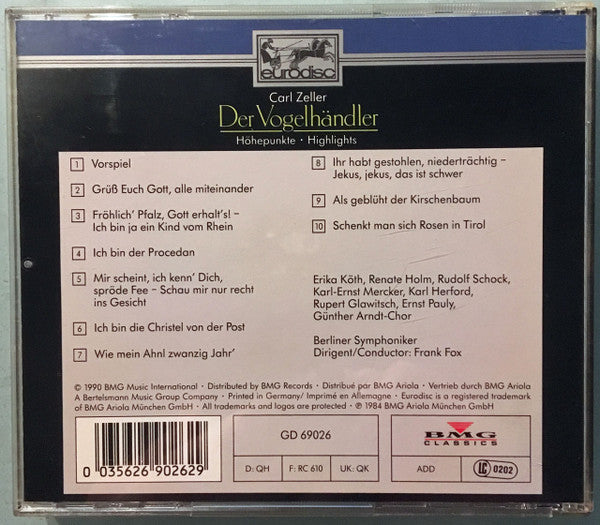 eurodisc
Carl Zeller
Der Vogelhändler
Höhepunkte · Highlights
1 Vorspiel
2 Grüß Euch Gott, alle miteinander
3 Fröhlich' Pfalz, Gott erhalt's! –
Ich bin ja ein Kind vom Rhein
4 Ich bin der Procedan
5 Mir scheint, ich kenn' Dich,
spröde Fee – Schau mir nur recht
ins Gesicht
6 Ich bin die Christel von der Post
7 Wie mein Ahnl zwanzig Jahr'
8 Ihr habt gestohlen, niederträchtig –
Jekus, jekus, das ist schwer
9 Als geblüht der Kirschenbaum
10 Schenkt man sich Rosen in Tirol
Erika Köth, Renate Holm, Rudolf Schock,
Karl-Ernst Mercker, Karl Herford,
Rupert Glawitsch, Ernst Pauly,
Günther Arndt-Chor
Berliner Symphoniker
Dirigent/Conductor: Frank Fox
© 1990 BMG Music International · Distributed by BMG Records · Distribué par BMG Ariola · Vertrieb durch BMG Ariola
A Bertelsmann Music Group Company · Printed in Germany/ Imprimé en Allemagne · Eurodisc is a registered trademark
of BMG Ariola München GmbH · All trademarks and logos are protected · ℗ 1984 BMG Ariola München GmbH
0 035626 902629
GD 69026
D: QH
F: RC 610
UK: QK
BMG
CLASSICS
ADD
LC 0202